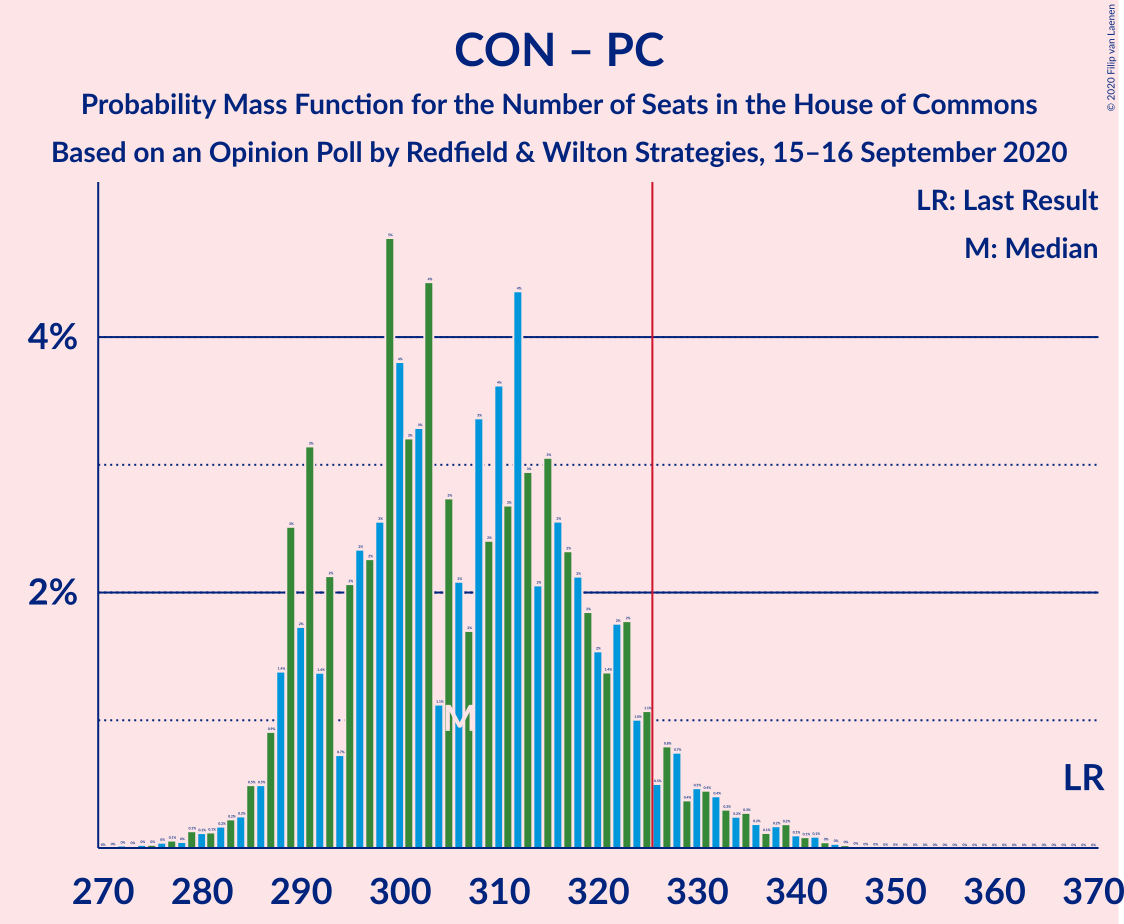 CON – PC
Probability Mass Function for the Number of Seats in the House of Commons
Based on an Opinion Poll by Redfield & Wilton Strategies, 15–16 September 2020
© 2020 Filip van Laenen
LR: Last Result
M: Median
4%
2%
M
LR
270 280 290 300 310 320 330 340 350 360 370